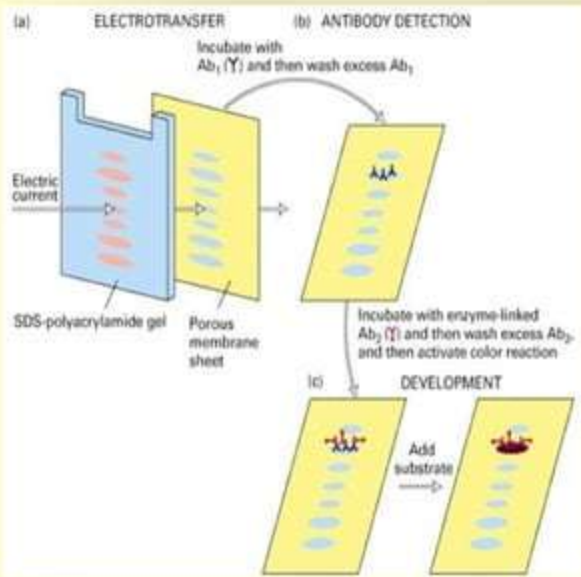 (a) ELECTROTRANSFER
(b) ANTIBODY DETECTION
Incubate with
Ab₁ (Y) and then wash excess Ab₁
Electric
current
SDS-polyacrylamide gel
Porous
membrane
sheet
Incubate with enzyme-linked
Ab₂ (Y) and then wash excess Ab₂,
and then activate color reaction
(c) DEVELOPMENT
Add
substrate